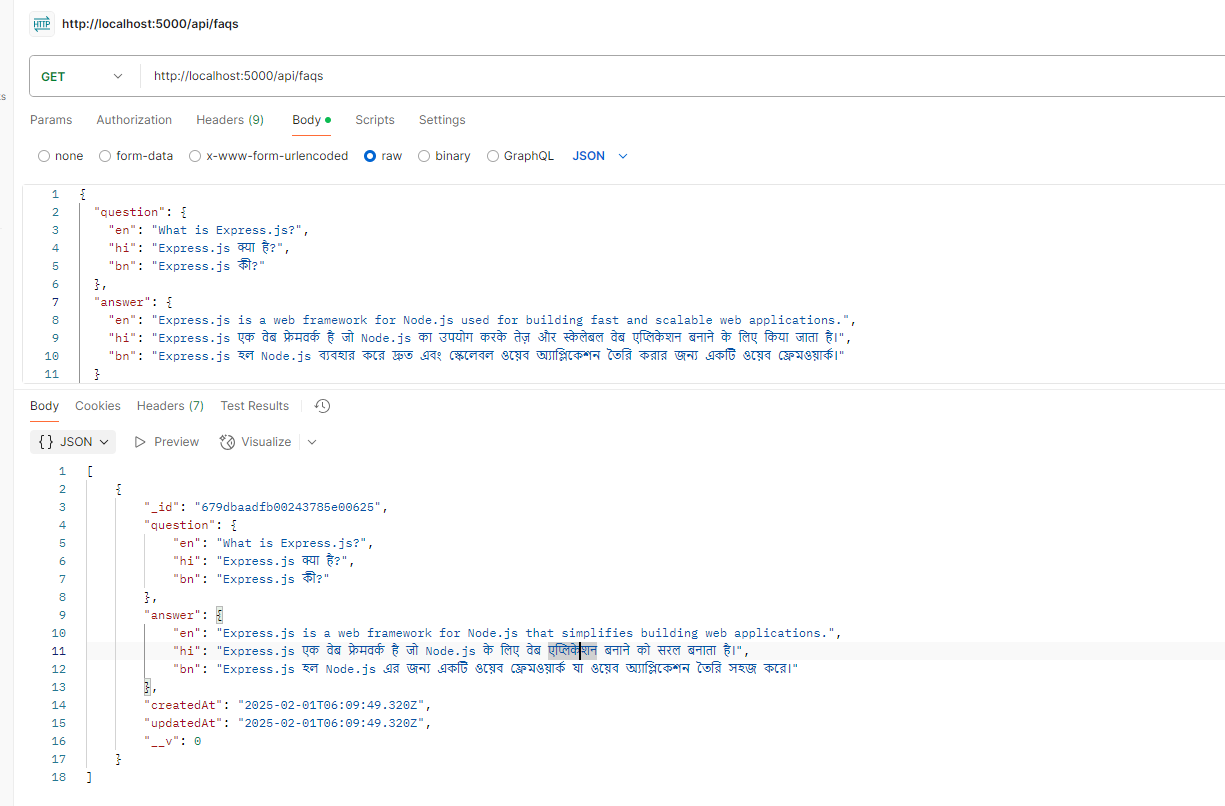 HTTP http://localhost:5000/api/faqs
GET http://localhost:5000/api/faqs
Params Authorization Headers (9) Body Scripts Settings
none form-data x-www-form-urlencoded raw binary GraphQL JSON
1 {
2 "question": {
3 "en": "What is Express.js?",
4 "hi": "Express.js क्या है?",
5 "bn": "Express.js কী?"
6 },
7 "answer": {
8 "en": "Express.js is a web framework for Node.js used for building fast and scalable web applications.",
9 "hi": "Express.js एक वेब फ्रेमवर्क है जो Node.js का उपयोग करके तेज़ और स्केलेबल वेब एप्लिकेशन बनाने के लिए किया जाता है।",
10 "bn": "Express.js হল Node.js ব্যবহার করে দ্রুত এবং স্কেলেবল ওয়েব অ্যাপ্লিকেশন তৈরি করার জন্য একটি ওয়েব ফ্রেমওয়ার্ক।"
11 }
Body Cookies Headers (7) Test Results
{} JSON Preview Visualize
1 [
2 {
3 "_id": "679dbaadfb00243785e00625",
4 "question": {
5 "en": "What is Express.js?",
6 "hi": "Express.js क्या है?",
7 "bn": "Express.js কী?"
8 },
9 "answer": {
10 "en": "Express.js is a web framework for Node.js that simplifies building web applications.",
11 "hi": "Express.js एक वेब फ्रेमवर्क है जो Node.js के लिए वेब एप्लिकेशन बनाने को सरल बनाता है।",
12 "bn": "Express.js হল Node.js এর জন্য একটি ওয়েব ফ্রেমওয়ার্ক যা ওয়েব অ্যাপ্লিকেশন তৈরি সহজ করে।"
13 },
14 "createdAt": "2025-02-01T06:09:49.320Z",
15 "updatedAt": "2025-02-01T06:09:49.320Z",
16 "__v": 0
17 }
18 ]